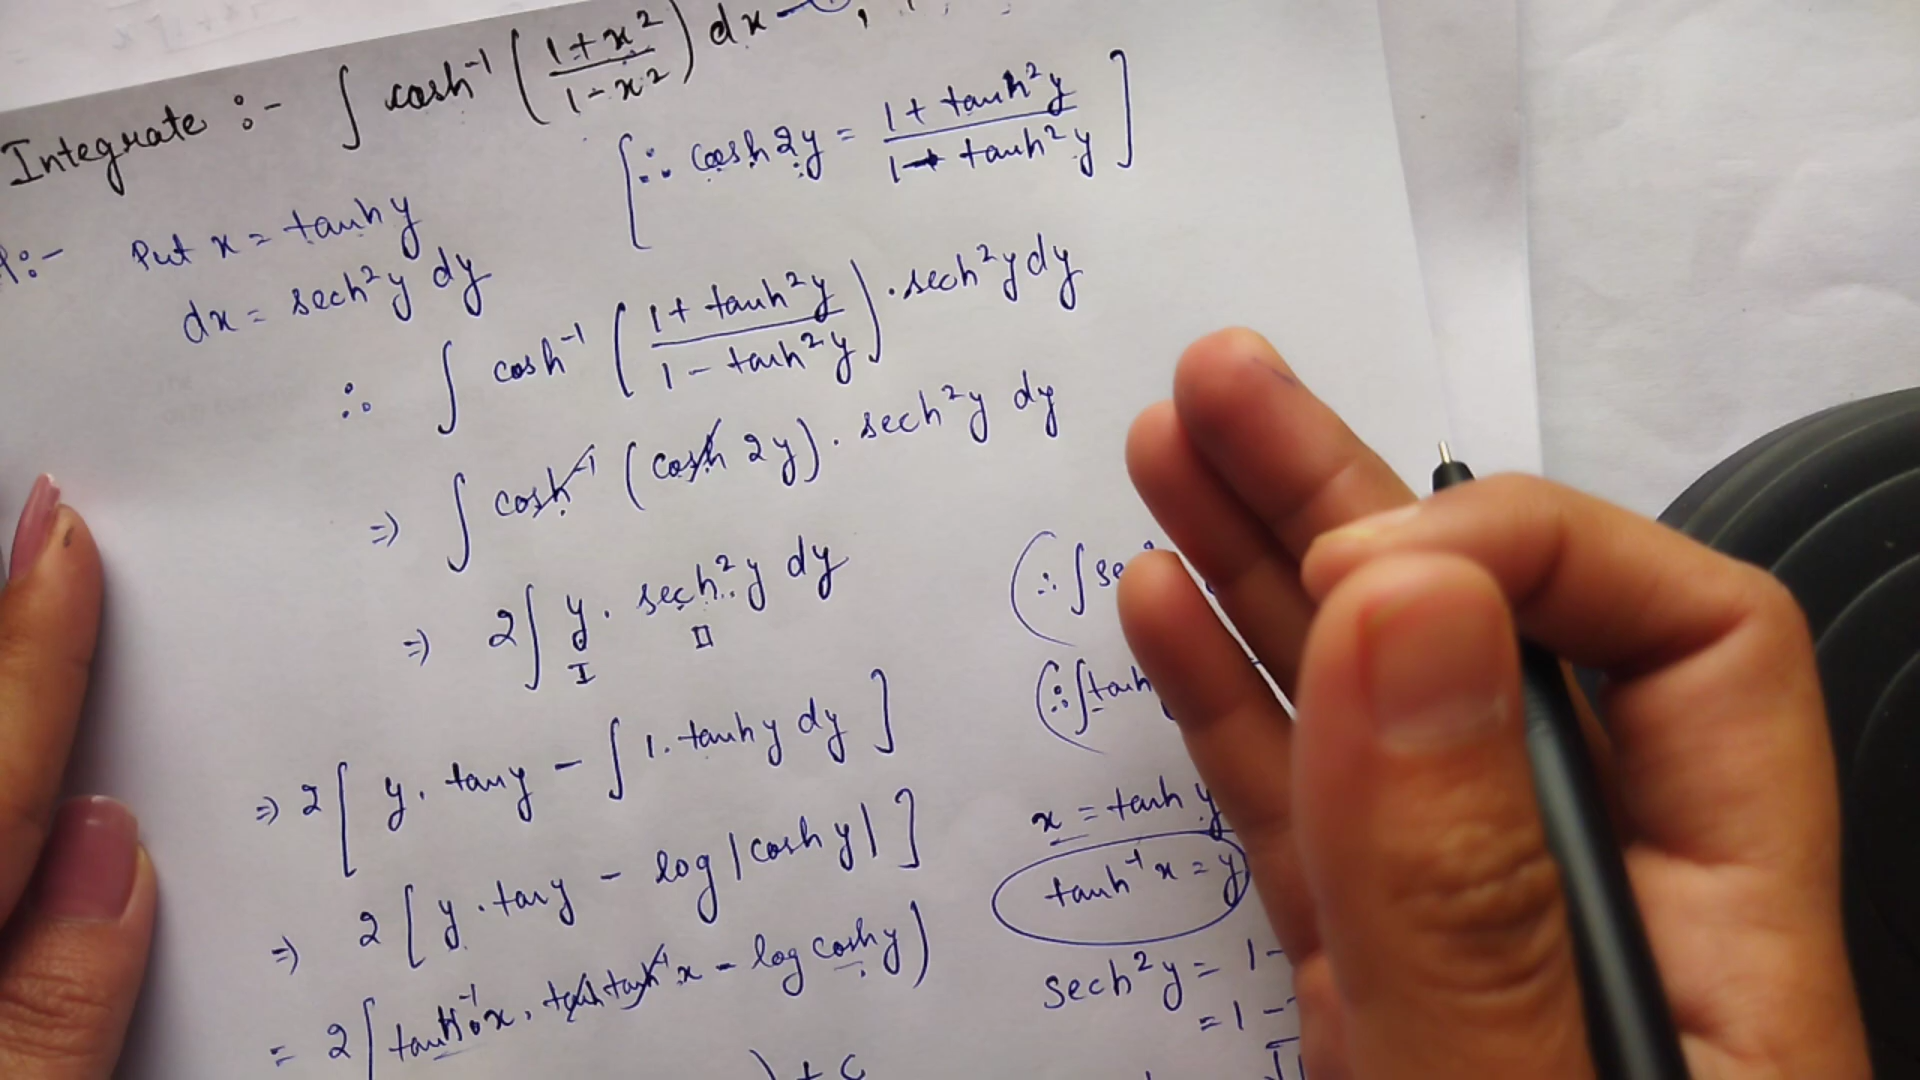 Integrate :- ∫ cosh⁻¹ ( (1+x²)/(1-x²) ) dx
[∵ cosh 2y = (1 + tanh²y)/(1 - tanh²y) ]
:- Put x = tanh y
dx = sech²y dy
∴ ∫ cosh⁻¹ ( (1 + tanh²y)/(1 - tanh²y) ) . sech²y dy
⇒ ∫ cosh⁻¹ (cosh 2y) . sech²y dy
⇒ 2∫ y . sech²y dy
I II
(∵ ∫
(∵ ∫ tanh
⇒ 2[ y . tany - ∫ 1 . tanhy dy ]
x = tanh y
⇒ 2 [ y . tany - log |cosh y| ]
tanh⁻¹ x = y
= 2 [ tanh⁻¹x . tanh tanh⁻¹ x - log cosh y )
sech²y = 1 -
= 1 -
) + C